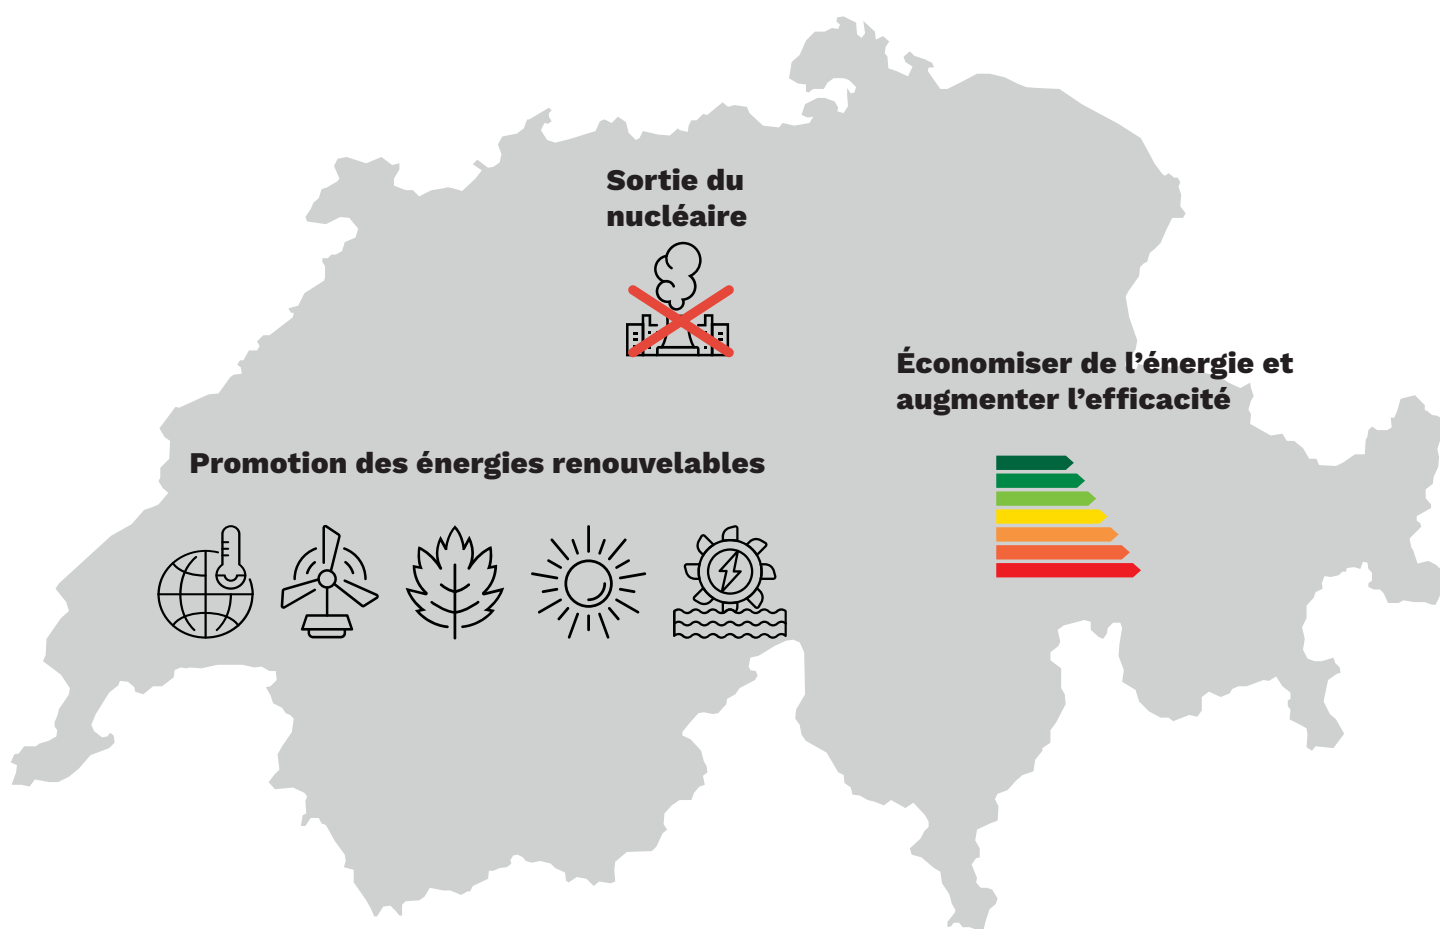 Sortie du
nucléaire
Économiser de l’énergie et
augmenter l’efficacité
Promotion des énergies renouvelables